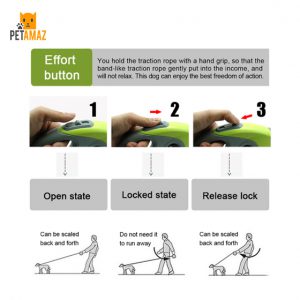 PETAMAZ
Effort
button
You hold the traction rope with a hand grip, so that the
band-like traction rope gently put into the income, and
will not relax. This dog can enjoy the best freedom of action.
1
2
3
Open state
Locked state
Release lock
Can be scaled
back and forth
Do not need it
to run away
Can be scaled
back and forth